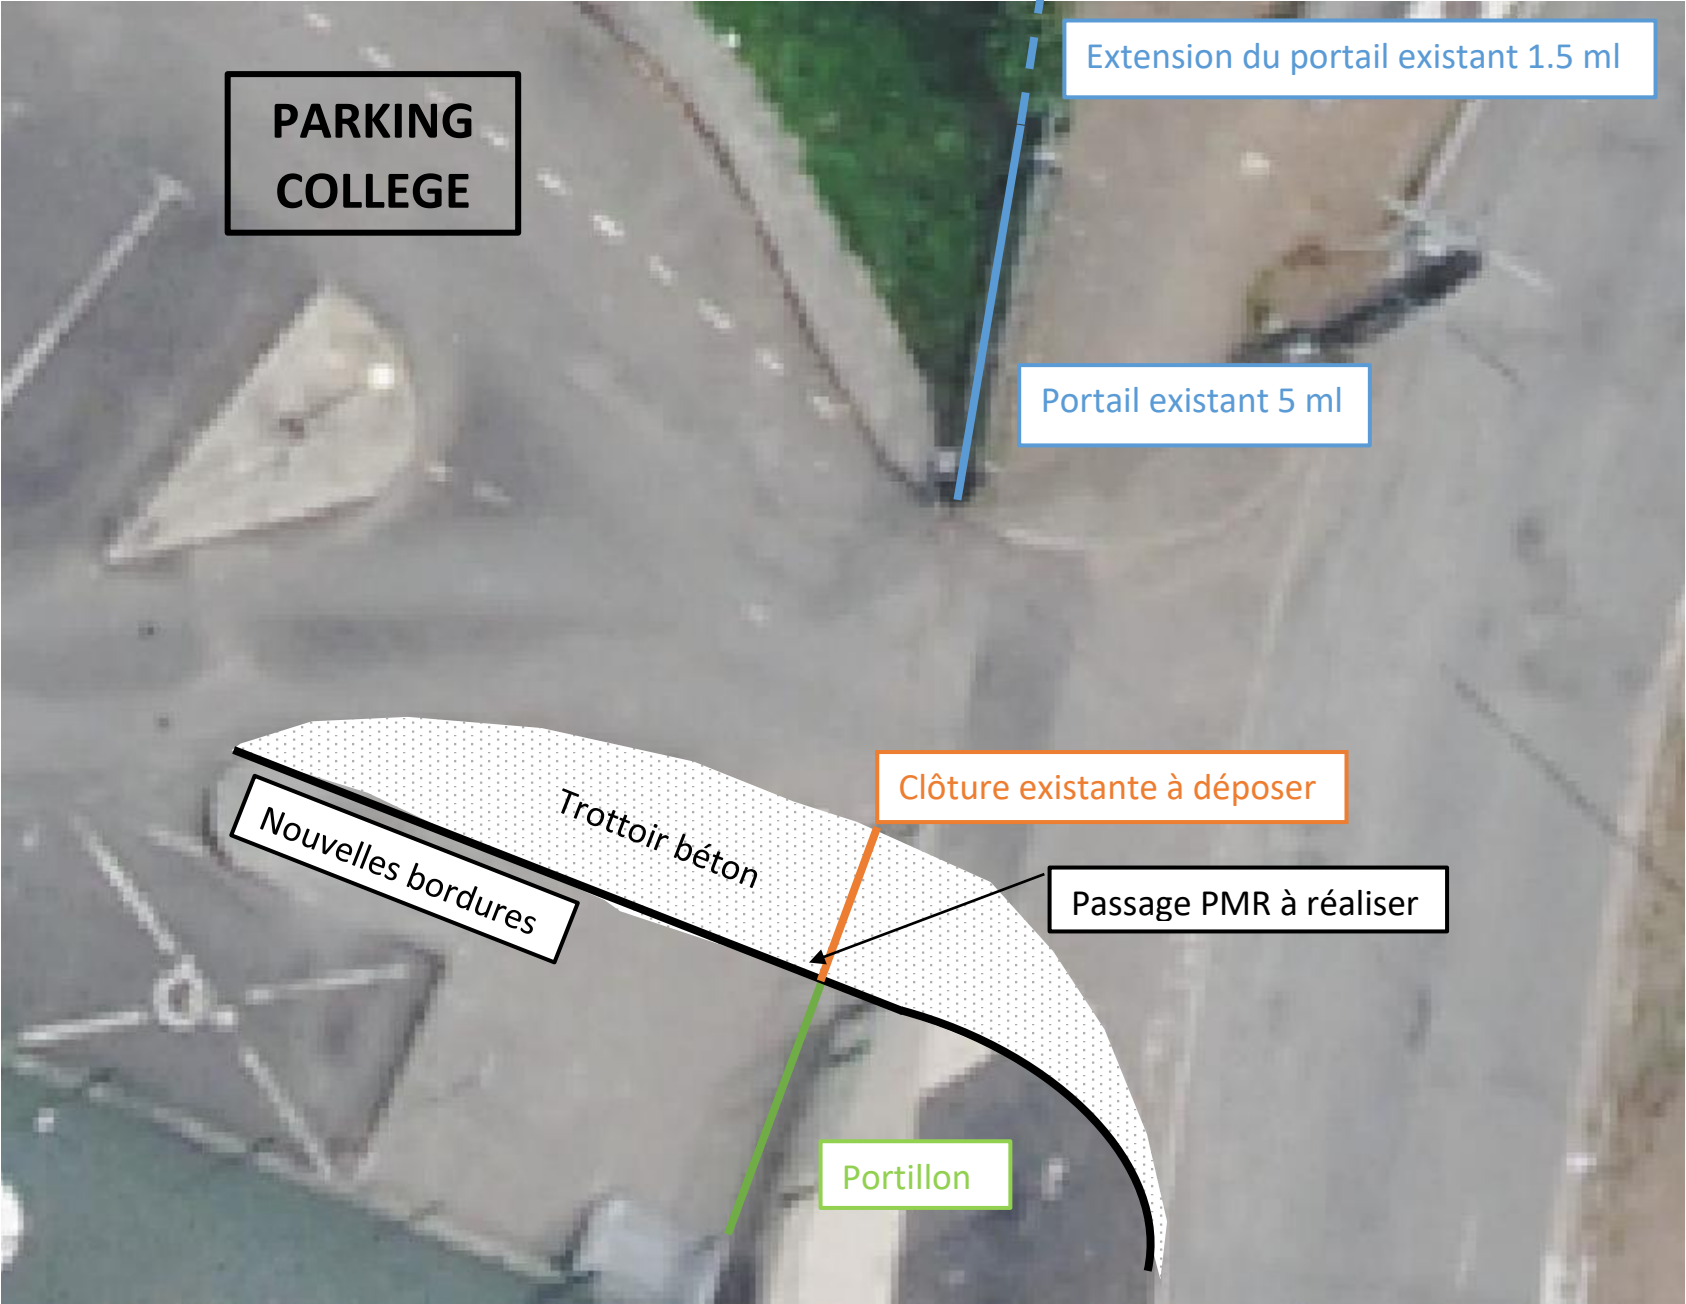 Extension du portail existant 1.5 ml
PARKING
COLLEGE
Portail existant 5 ml
Clôture existante à déposer
Trottoir béton
Nouvelles bordures
Passage PMR à réaliser
Portillon